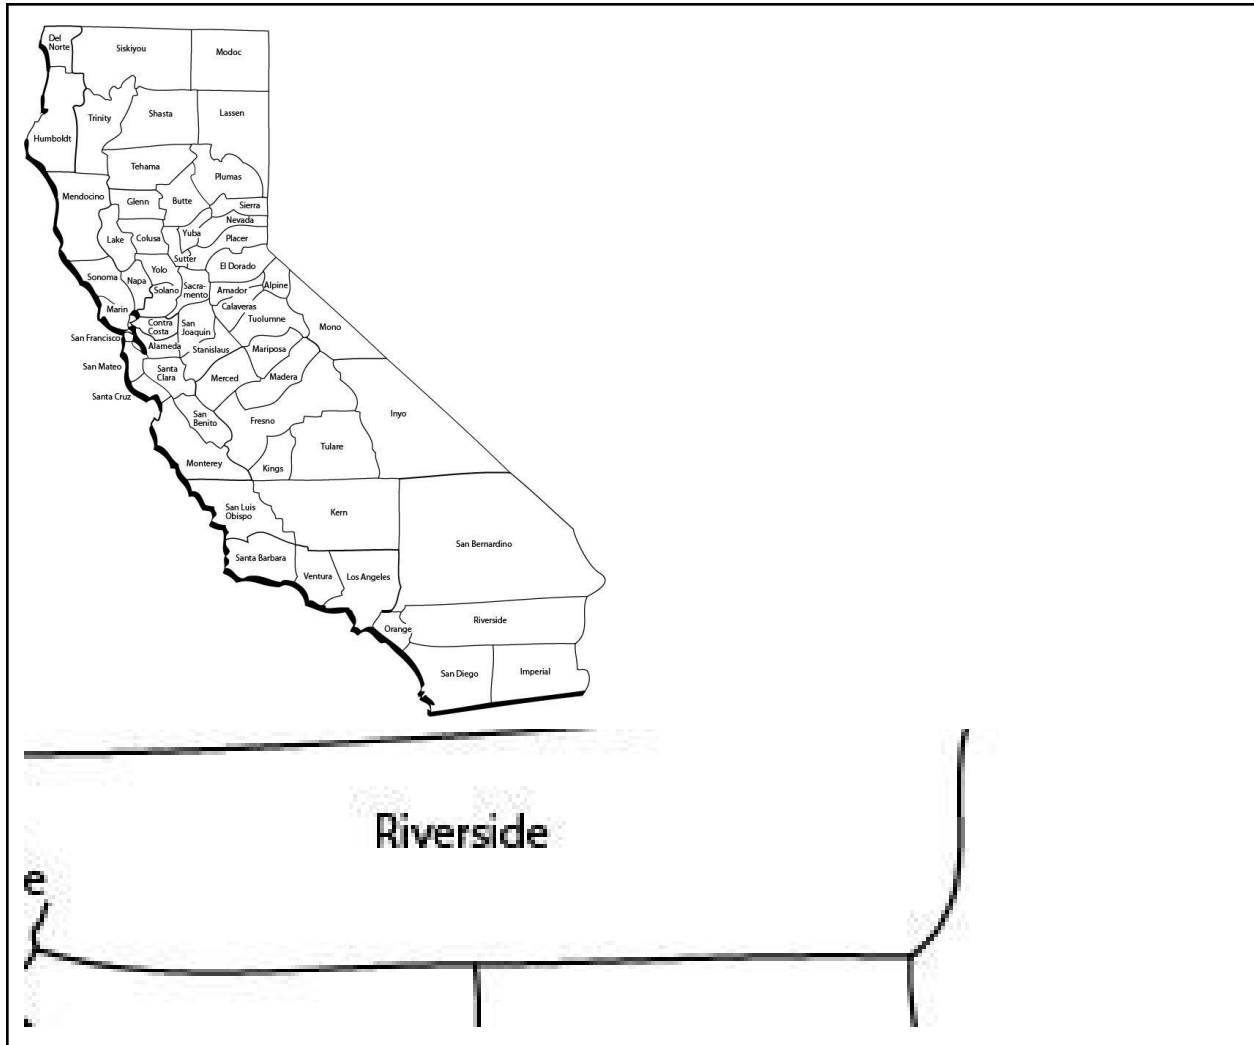 Del
Norte
Siskiyou
Modoc
Humboldt
Trinity
Shasta
Lassen
Tehama
Plumas
Mendocino
Glenn
Butte
Sierra
Nevada
Lake
Colusa
Yuba
Placer
Sutter
Sonoma
Napa
Yolo
El Dorado
Solano
Sacra-
mento
Amador
Alpine
Marin
Calaveras
Contra
Costa
San
Joaquin
Tuolumne
Mono
San Francisco
Alameda
Stanislaus
Mariposa
San Mateo
Santa
Clara
Merced
Madera
Santa Cruz
San
Benito
Fresno
Inyo
Monterey
Kings
Tulare
San Luis
Obispo
Kern
San Bernardino
Santa Barbara
Ventura
Los Angeles
Orange
Riverside
San Diego
Imperial
Riverside
e